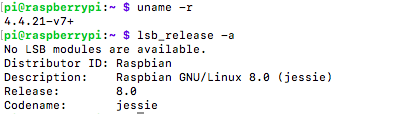 [pi@raspberrypi:~ $ uname -r
4.4.21-v7+
[pi@raspberrypi:~ $ lsb_release -a
No LSB modules are available.
Distributor ID: Raspbian
Description:    Raspbian GNU/Linux 8.0 (jessie)
Release:        8.0
Codename:       jessie